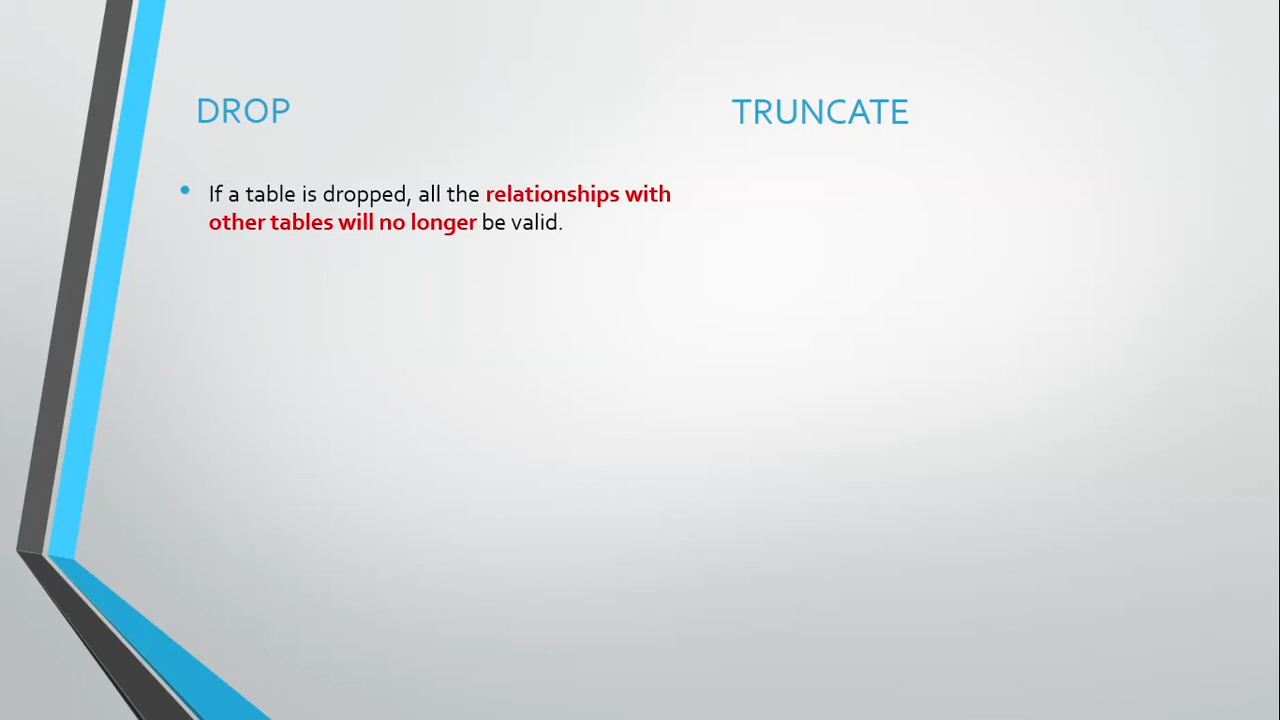 DROP
TRUNCATE
If a table is dropped, all the relationships with
other tables will no longer be valid.